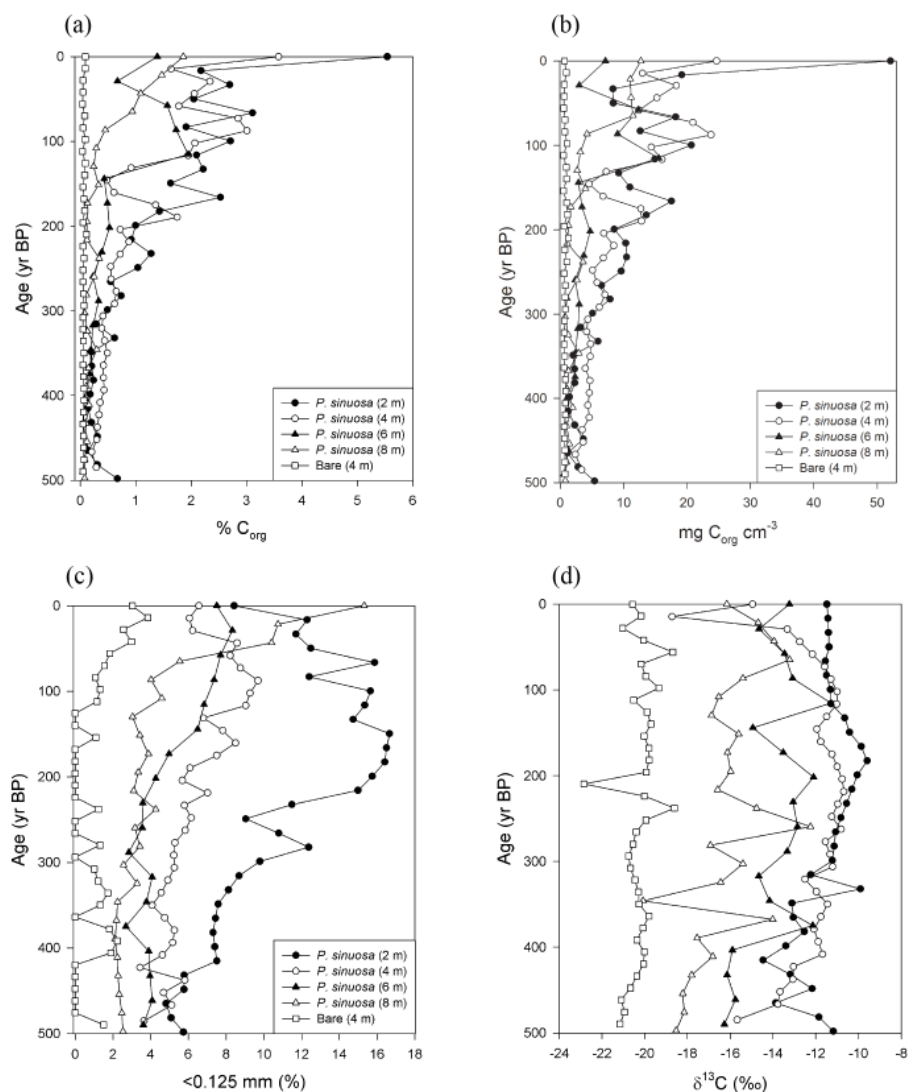 (a)
0
100
200
300
400
500
Age (yr BP)
0 1 2 3 4 5 6
% Corg
P. sinuosa (2 m)
P. sinuosa (4 m)
P. sinuosa (6 m)
P. sinuosa (8 m)
Bare (4 m)
(b)
0
100
200
300
400
500
Age (yr BP)
0 10 20 30 40 50
mg Corg cm-3
P. sinuosa (2 m)
P. sinuosa (4 m)
P. sinuosa (6 m)
P. sinuosa (8 m)
Bare (4 m)
(c)
0
100
200
300
400
500
Age (yr BP)
0 2 4 6 8 10 12 14 16 18
<0.125 mm (%)
P. sinuosa (2 m)
P. sinuosa (4 m)
P. sinuosa (6 m)
P. sinuosa (8 m)
Bare (4 m)
(d)
0
100
200
300
400
500
Age (yr BP)
-24 -22 -20 -18 -16 -14 -12 -10 -8
δ13C (‰)